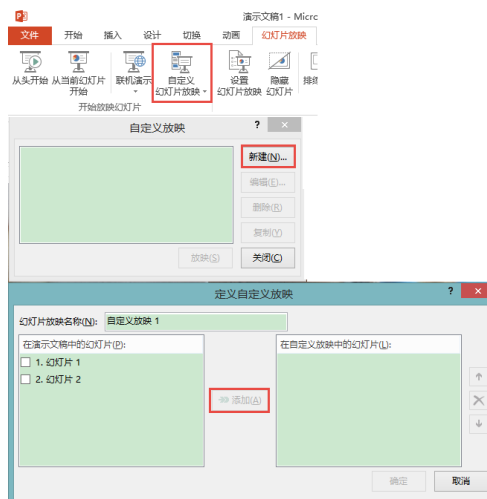 演示文稿1 - Micro
文件 开始 插入 设计 切换 动画 幻灯片放映
从头开始 从当前幻灯片 开始 联机演示 自定义 幻灯片放映 设置 幻灯片放映 隐藏 幻灯片 排练
开始放映幻灯片
自定义放映 ? ×
新建(N)...
编辑(E)...
删除(R)
复制(Y)
放映(S) 关闭(C)
定义自定义放映 ? ×
幻灯片放映名称(N): 自定义放映 1
在演示文稿中的幻灯片(P): 在自定义放映中的幻灯片(L):
1. 幻灯片 1
2. 幻灯片 2
添加(A)
确定 取消